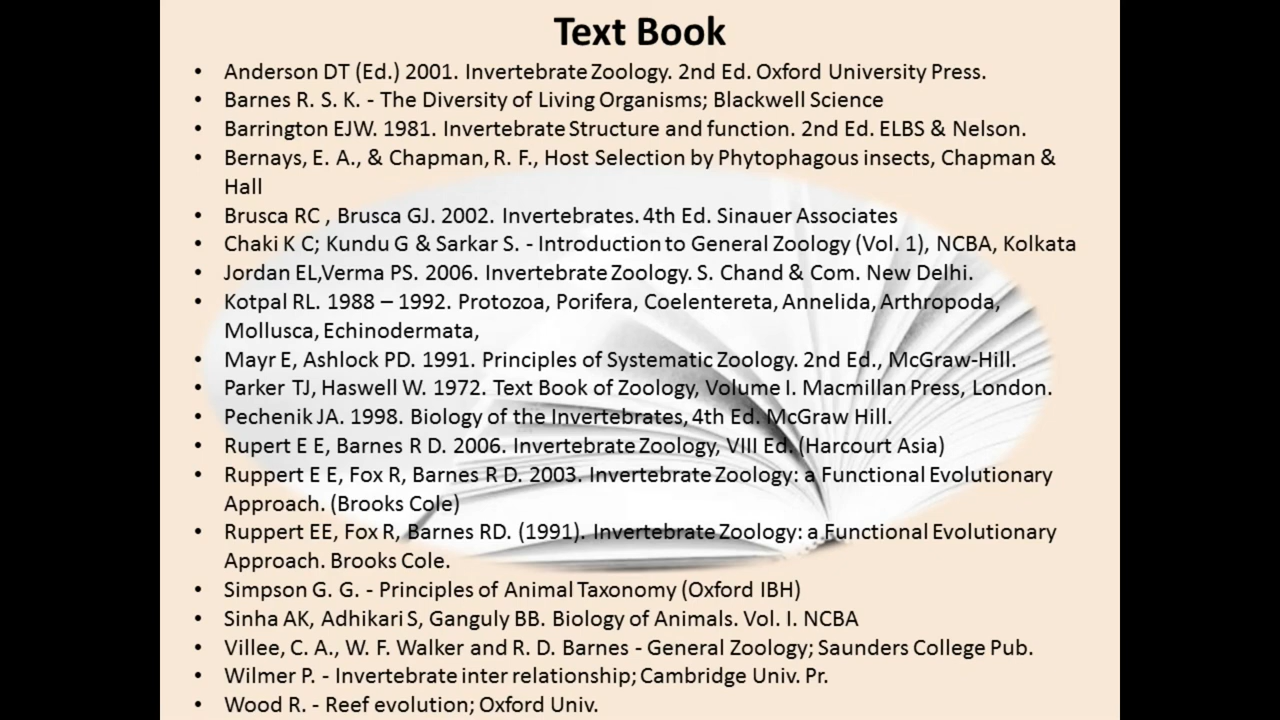 Text Book
• Anderson DT (Ed.) 2001. Invertebrate Zoology. 2nd Ed. Oxford University Press.
• Barnes R. S. K. - The Diversity of Living Organisms; Blackwell Science
• Barrington EJW. 1981. Invertebrate Structure and function. 2nd Ed. ELBS & Nelson.
• Bernays, E. A., & Chapman, R. F., Host Selection by Phytophagous insects, Chapman &
Hall
• Brusca RC , Brusca GJ. 2002. Invertebrates. 4th Ed. Sinauer Associates
• Chaki K C; Kundu G & Sarkar S. - Introduction to General Zoology (Vol. 1), NCBA, Kolkata
• Jordan EL,Verma PS. 2006. Invertebrate Zoology. S. Chand & Com. New Delhi.
• Kotpal RL. 1988 – 1992. Protozoa, Porifera, Coelentereta, Annelida, Arthropoda,
Mollusca, Echinodermata,
• Mayr E, Ashlock PD. 1991. Principles of Systematic Zoology. 2nd Ed., McGraw-Hill.
• Parker TJ, Haswell W. 1972. Text Book of Zoology, Volume I. Macmillan Press, London.
• Pechenik JA. 1998. Biology of the Invertebrates, 4th Ed. McGraw Hill.
• Rupert E E, Barnes R D. 2006. Invertebrate Zoology, VIII Ed. (Harcourt Asia)
• Ruppert E E, Fox R, Barnes R D. 2003. Invertebrate Zoology: a Functional Evolutionary
Approach. (Brooks Cole)
• Ruppert EE, Fox R, Barnes RD. (1991). Invertebrate Zoology: a Functional Evolutionary
Approach. Brooks Cole.
• Simpson G. G. - Principles of Animal Taxonomy (Oxford IBH)
• Sinha AK, Adhikari S, Ganguly BB. Biology of Animals. Vol. I. NCBA
• Villee, C. A., W. F. Walker and R. D. Barnes - General Zoology; Saunders College Pub.
• Wilmer P. - Invertebrate inter relationship; Cambridge Univ. Pr.
• Wood R. - Reef evolution; Oxford Univ.